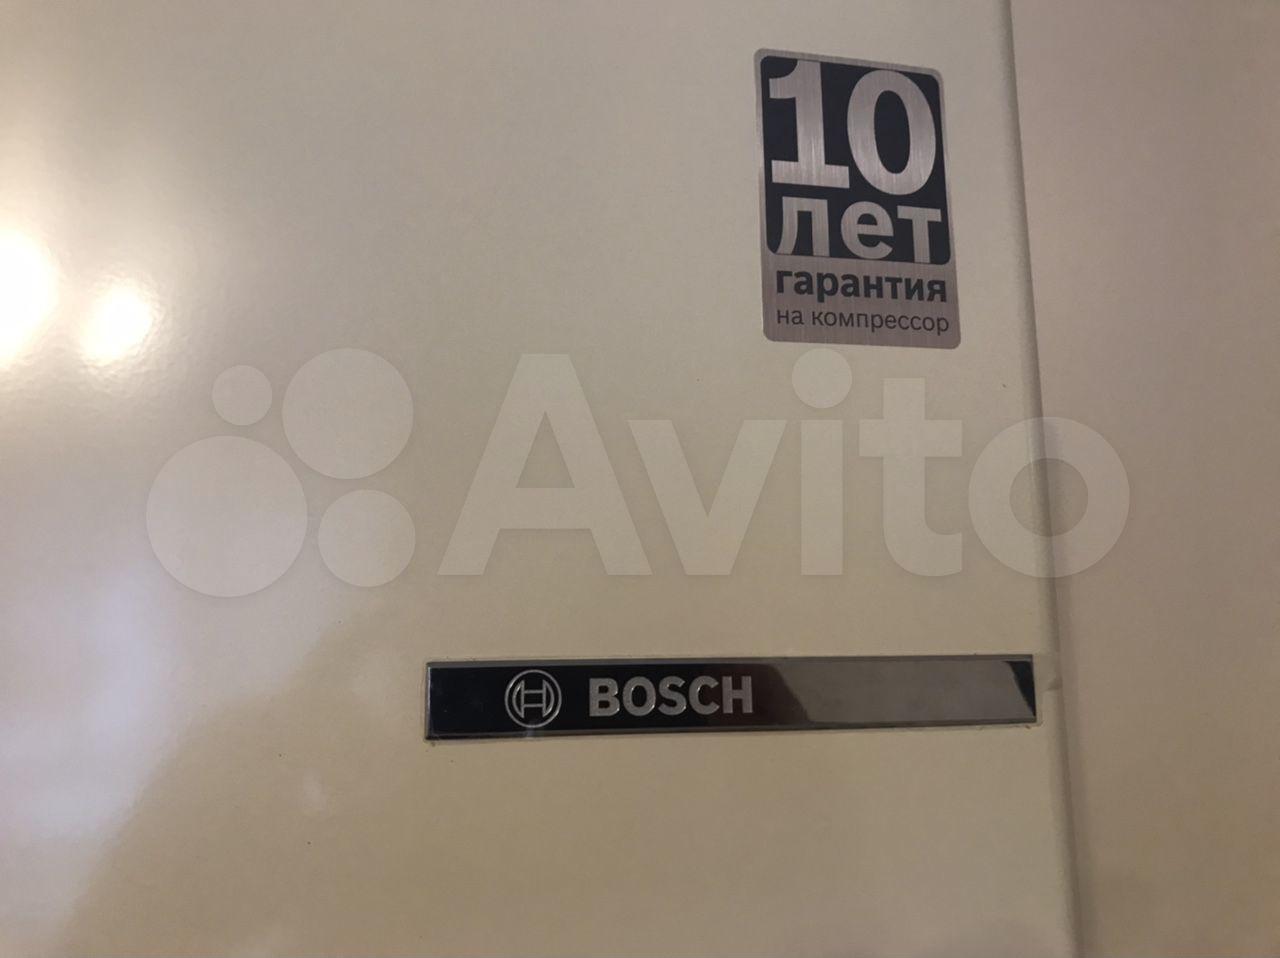 10
лет
гарантия
на компрессор
Avito
BOSCH